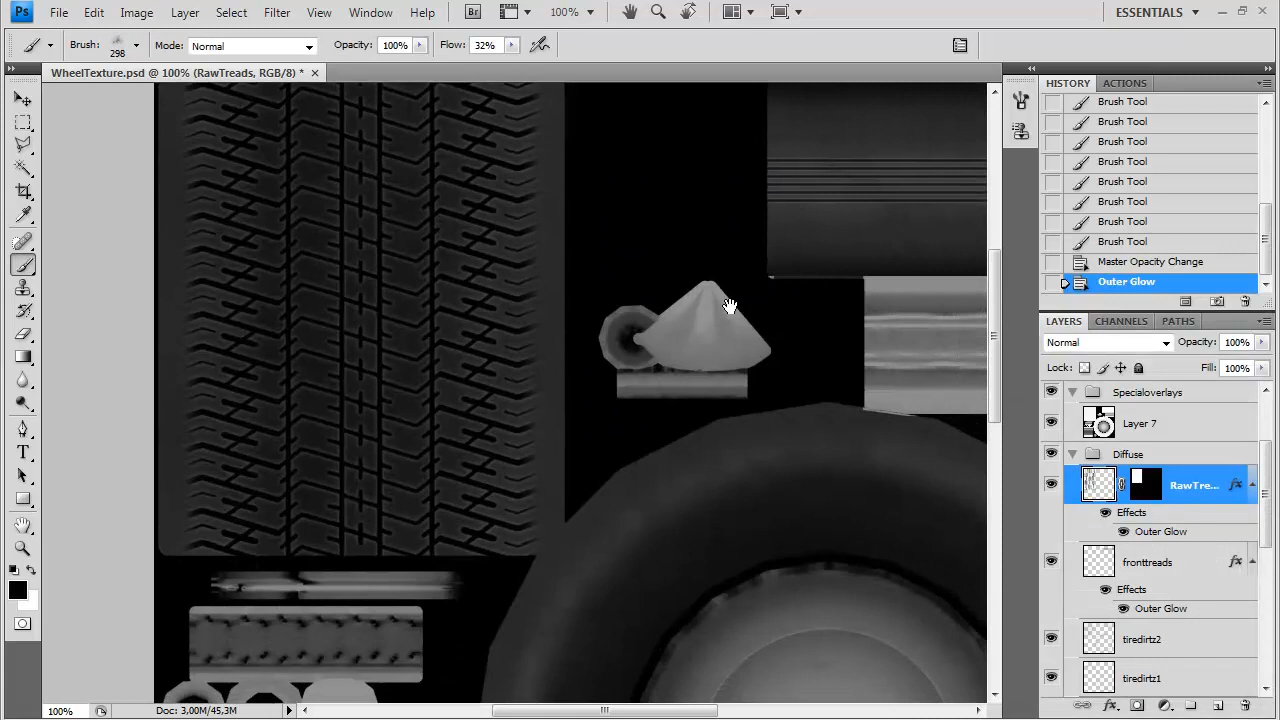 Ps File Edit Image Layer Select Filter View Window Help Br 100% ESSENTIALS
Brush: 298 Mode: Normal Opacity: 100% Flow: 32%
WheelTexture.psd @ 100% (RawTreads, RGB/8) *
HISTORY ACTIONS
Brush Tool
Brush Tool
Brush Tool
Brush Tool
Brush Tool
Brush Tool
Brush Tool
Brush Tool
Master Opacity Change
Outer Glow
LAYERS CHANNELS PATHS
Normal Opacity: 100%
Lock: Fill: 100%
Specialoverlays
Layer 7
Diffuse
RawTre... fx
Effects
Outer Glow
fronttreads fx
Effects
Outer Glow
tiredirtz2
tiredirtz1
100% Doc: 3,00M/45,3M